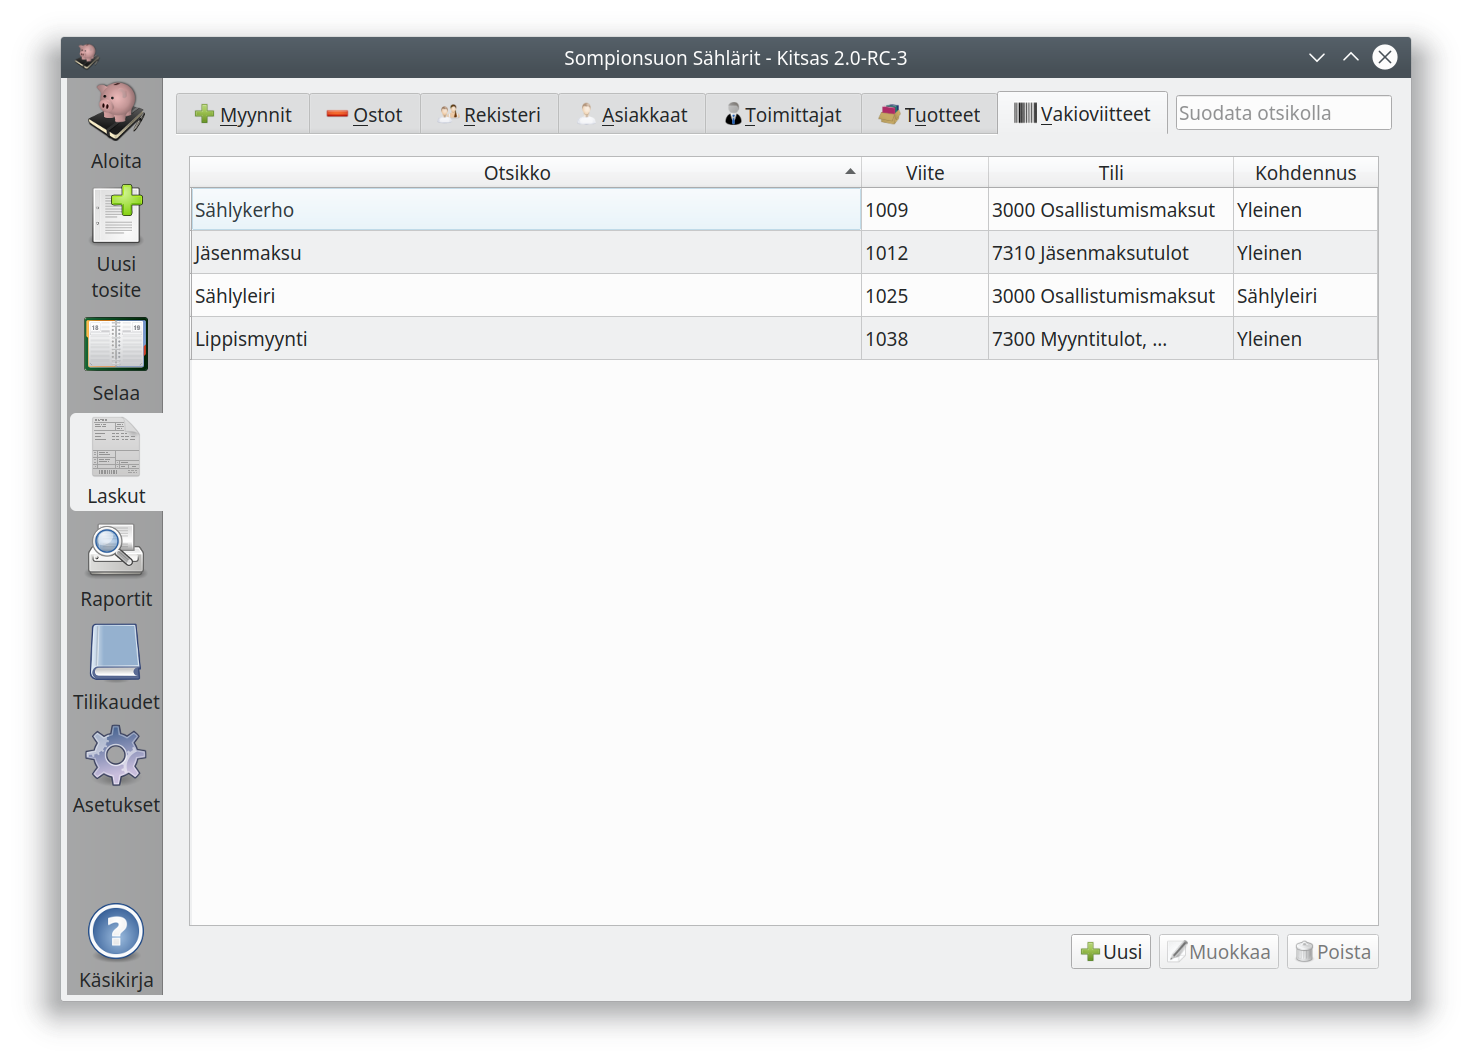 Sompionsuon Sählärit - Kitsas 2.0-RC-3
Aloita
Uusi
tosite
Selaa
Laskut
Raportit
Tilikaudet
Asetukset
Käsikirja
Myynnit Ostot Rekisteri Asiakkaat Toimittajat Tuotteet Vakioviitteet Suodata otsikolla
Otsikko Viite Tili Kohdennus
Sählykerho 1009 3000 Osallistumismaksut Yleinen
Jäsenmaksu 1012 7310 Jäsenmaksutulot Yleinen
Sählyleiri 1025 3000 Osallistumismaksut Sählyleiri
Lippismyynti 1038 7300 Myyntitulot, ... Yleinen
Uusi Muokkaa Poista